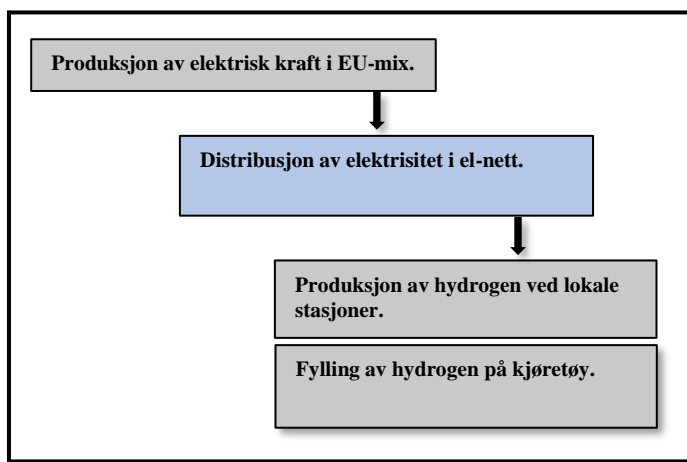 Produksjon av elektrisk kraft i EU-mix.
Distribusjon av elektrisitet i el-nett.
Produksjon av hydrogen ved lokale
stasjoner.
Fylling av hydrogen på kjøretøy.